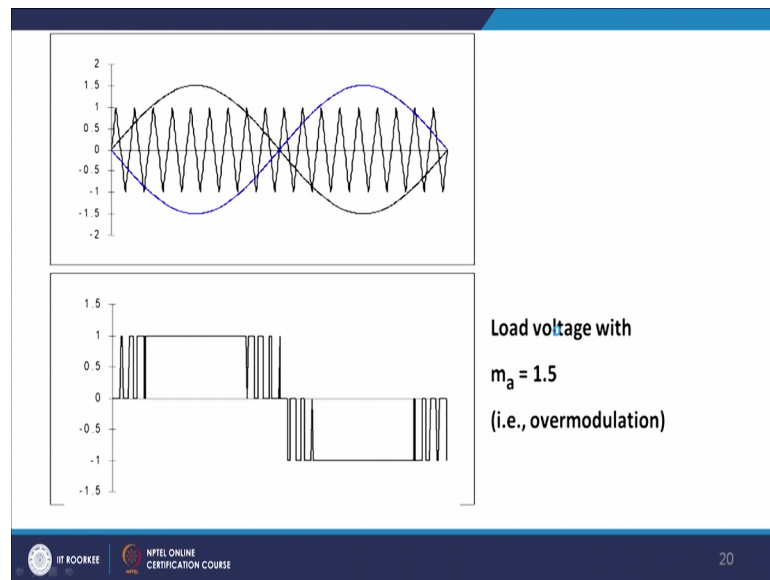 2
1.5
1
0.5
0
-0.5
-1
-1.5
-2
1.5
1
0.5
0
-0.5
-1
-1.5
Load voltage with
ma = 1.5
(i.e., overmodulation)
IIT ROORKEE
NPTEL ONLINE
CERTIFICATION COURSE
20